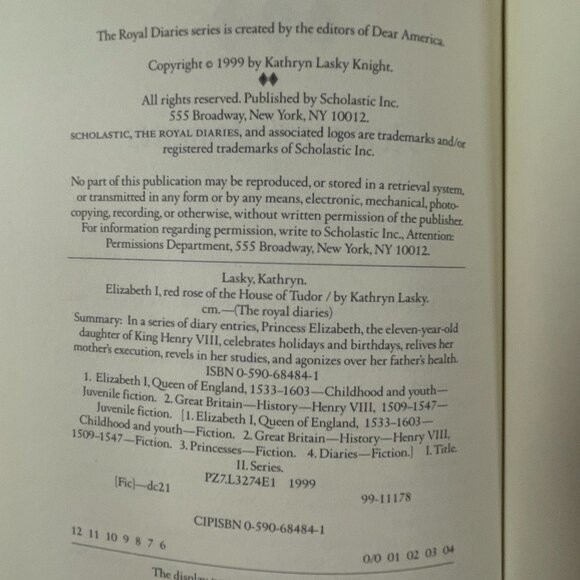 The Royal Diaries series is created by the editors of Dear America.
Copyright © 1999 by Kathryn Lasky Knight.
All rights reserved. Published by Scholastic Inc.
555 Broadway, New York, NY 10012.
SCHOLASTIC, THE ROYAL DIARIES, and associated logos are trademarks and/or
registered trademarks of Scholastic Inc.
No part of this publication may be reproduced, or stored in a retrieval system,
or transmitted in any form or by any means, electronic, mechanical, photo-
copying, recording, or otherwise, without written permission of the publisher.
For information regarding permission, write to Scholastic Inc., Attention:
Permissions Department, 555 Broadway, New York, NY 10012.
Lasky, Kathryn.
Elizabeth I, red rose of the House of Tudor / by Kathryn Lasky.
cm.—(The royal diaries)
Summary: In a series of diary entries, Princess Elizabeth, the eleven-year-old
daughter of King Henry VIII, celebrates holidays and birthdays, relives her
mother's execution, revels in her studies, and agonizes over her father's health.
ISBN 0-590-68484-1
1. Elizabeth I, Queen of England, 1533–1603—Childhood and youth—
Juvenile fiction. 2. Great Britain—History—Henry VIII, 1509–1547—
Juvenile fiction. [1. Elizabeth I, Queen of England, 1533–1603—
Childhood and youth—Fiction. 2. Great Britain—History—Henry VIII,
1509–1547—Fiction. 3. Princesses—Fiction. 4. Diaries—Fiction.] I. Title.
II. Series.
PZ7.L3274E1 1999
[Fic]—dc21
99-11178
CIPISBN 0-590-68484-1
12 11 10 9 8 7 6
0/0 01 02 03 04
The display